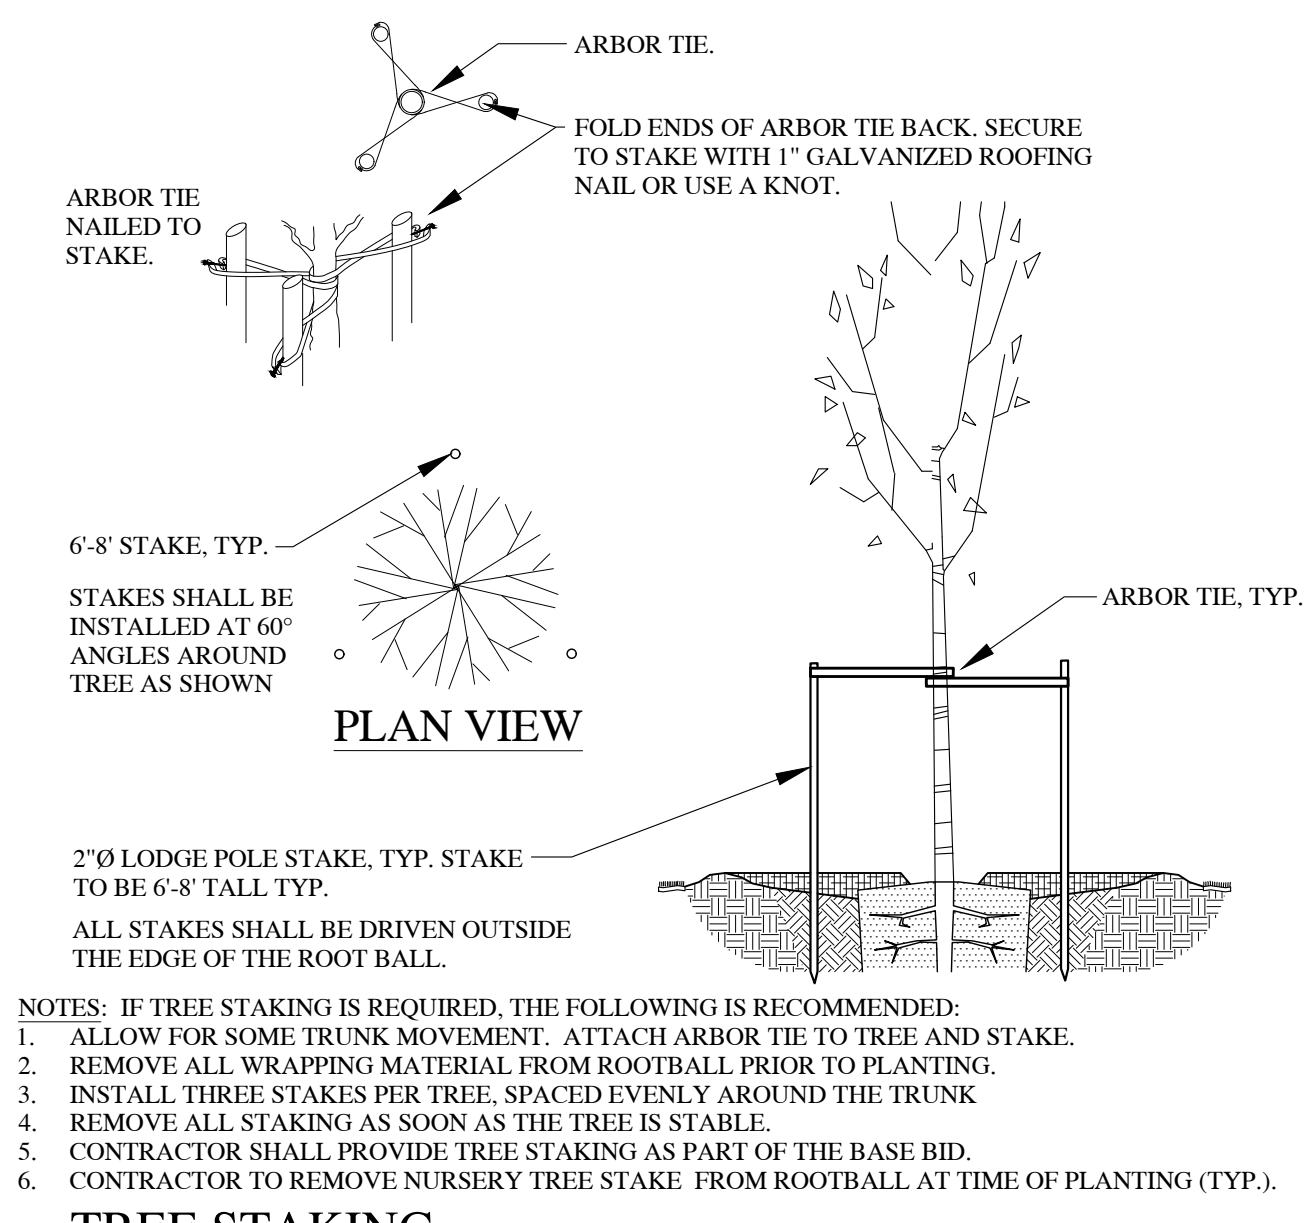 ARBOR TIE.
FOLD ENDS OF ARBOR TIE BACK. SECURE
TO STAKE WITH 1" GALVANIZED ROOFING
NAIL OR USE A KNOT.
ARBOR TIE
NAILED TO
STAKE.
6'-8' STAKE, TYP.
STAKES SHALL BE
INSTALLED AT 60°
ANGLES AROUND
TREE AS SHOWN
ARBOR TIE, TYP.
PLAN VIEW
2"Ø LODGE POLE STAKE, TYP. STAKE
TO BE 6'-8' TALL TYP.
ALL STAKES SHALL BE DRIVEN OUTSIDE
THE EDGE OF THE ROOT BALL.
NOTES: IF TREE STAKING IS REQUIRED, THE FOLLOWING IS RECOMMENDED:
1. ALLOW FOR SOME TRUNK MOVEMENT. ATTACH ARBOR TIE TO TREE AND STAKE.
2. REMOVE ALL WRAPPING MATERIAL FROM ROOTBALL PRIOR TO PLANTING.
3. INSTALL THREE STAKES PER TREE, SPACED EVENLY AROUND THE TRUNK
4. REMOVE ALL STAKING AS SOON AS THE TREE IS STABLE.
5. CONTRACTOR SHALL PROVIDE TREE STAKING AS PART OF THE BASE BID.
6. CONTRACTOR TO REMOVE NURSERY TREE STAKE FROM ROOTBALL AT TIME OF PLANTING (TYP.).
TREE STAKING